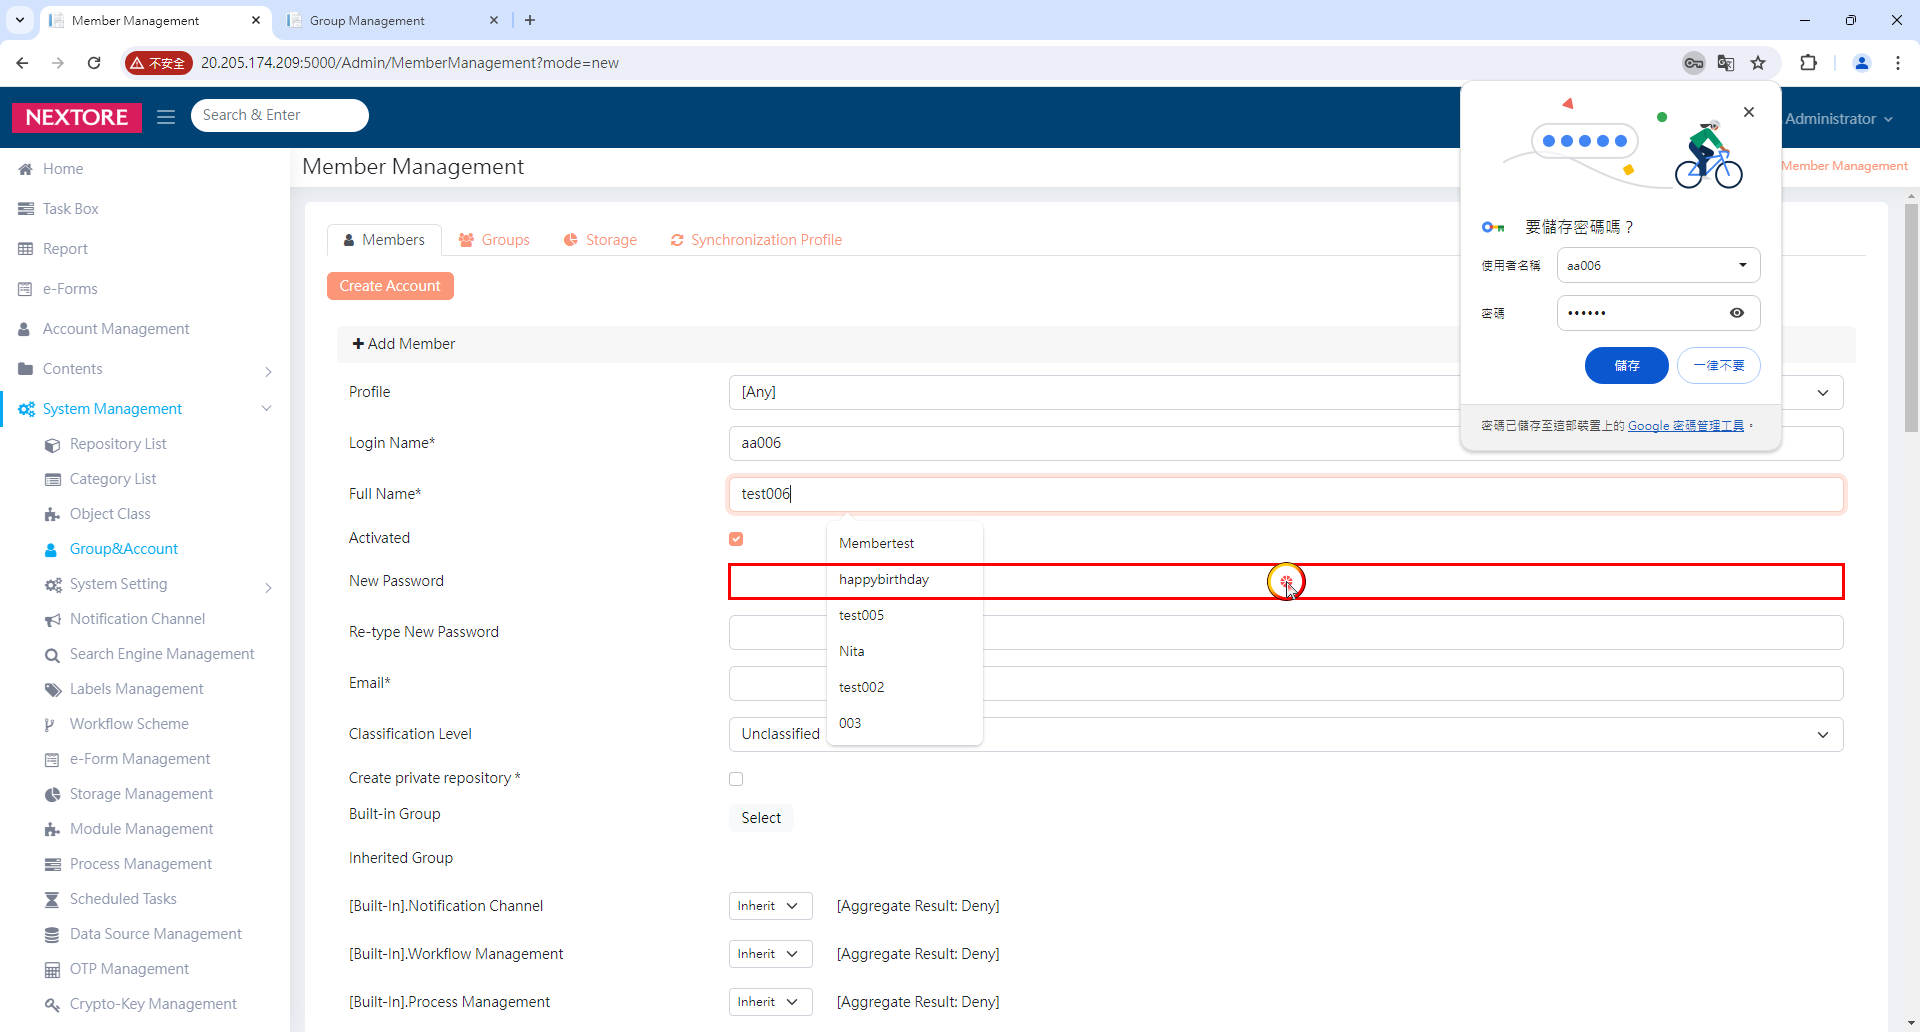 Member Management
Group Management
不安全
20.205.174.209:5000/Admin/MemberManagement?mode=new
NEXTORE
Search & Enter
Administrator
Home
Task Box
Report
e-Forms
Account Management
Contents
System Management
Repository List
Category List
Object Class
Group&Account
System Setting
Notification Channel
Search Engine Management
Labels Management
Workflow Scheme
e-Form Management
Storage Management
Module Management
Process Management
Scheduled Tasks
Data Source Management
OTP Management
Crypto-Key Management
Member Management
Member Management
Members
Groups
Storage
Synchronization Profile
Create Account
Add Member
Profile
[Any]
Login Name*
aa006
Full Name*
test006
Activated
New Password
Re-type New Password
Email*
Classification Level
Unclassified
Create private repository *
Built-in Group
Select
Inherited Group
[Built-In].Notification Channel
Inherit
[Aggregate Result: Deny]
[Built-In].Workflow Management
Inherit
[Aggregate Result: Deny]
[Built-In].Process Management
Inherit
[Aggregate Result: Deny]
Membertest
happybirthday
test005
Nita
test002
003
要儲存密碼嗎？
使用者名稱
aa006
密碼
••••••
儲存
一律不要
密碼已儲存至這部裝置上的 Google 密碼管理工具。